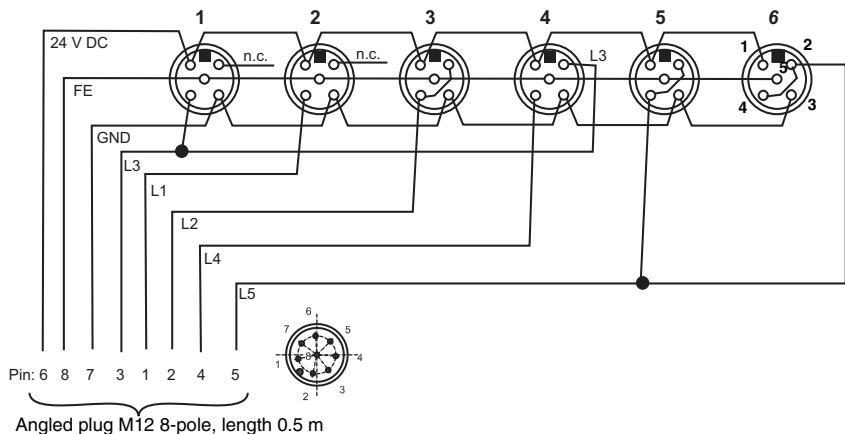 1 2 3 4 5 6
24 V DC
n.c.
n.c.
L3
1
2
5
4
3
FE
GND
L3
L1
L2
L4
L5
6
7
5
8
1
4
2
3
Pin: 6 8 7 3 1 2 4 5
Angled plug M12 8-pole, length 0.5 m